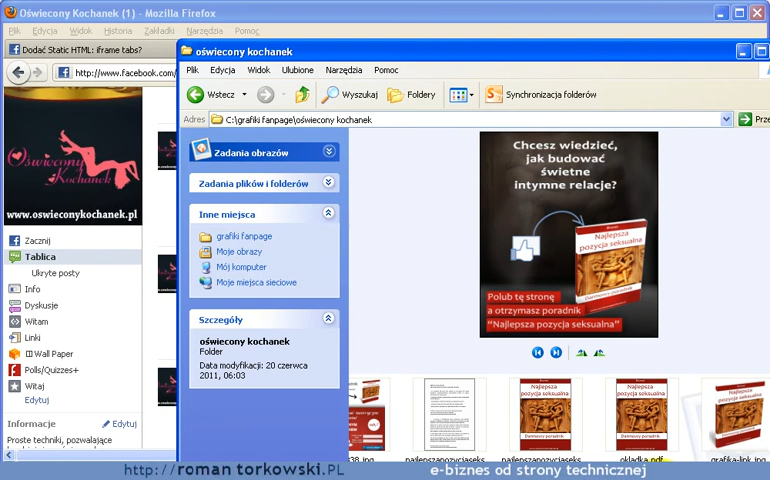 Oświecony Kochanek (1) - Mozilla Firefox
Plik Edycja Widok Historia Zakładki Narzędzia Pomoc
Dodać Static HTML: iframe tabs?
http://www.facebook.com/
Oświecony
Kochanek
www.oswieconykochanek.pl
Zacznij
Tablica
Ukryte posty
Info
Dyskusje
Witam
Linki
Wall Paper
Polls/Quizzes+
Witaj
Edytuj
Informacje
Edytuj
Proste techniki, pozwalające
oświecony kochanek
Plik Edycja Widok Ulubione Narzędzia Pomoc
Wstecz
Wyszukaj
Foldery
Synchronizacja folderów
Adres C:\grafiki fanpage\oświecony kochanek
Prze
Zadania obrazów
Zadania plików i folderów
Inne miejsca
grafiki fanpage
Moje obrazy
Mój komputer
Moje miejsca sieciowe
Szczegóły
oświecony kochanek
Folder
Data modyfikacji: 20 czerwca
2011, 06:03
Chcesz wiedzieć,
jak budować
świetne
intymne relacje?
Najlepsza
pozycja seksualna
Darmowy poradnik
Polub tę stronę
a otrzymasz poradnik
"Najlepsza pozycja seksualna"
Najlepsza
pozycja seksualna
Darmowy poradnik
Najlepsza
pozycja seksualna
Darmowy poradnik
38.jpg
najlepszapozycjaseks
najlepszapozycjaseks
okladka.pdf
grafika-link.jpg
http://romantorkowski.PL
e-biznes od strony technicznej